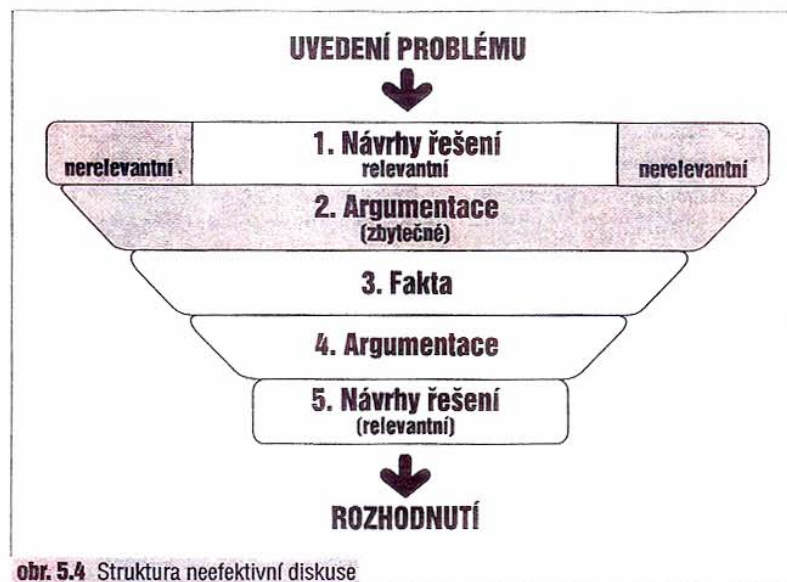 UVEDENÍ PROBLÉMU
1. Návrhy řešení
nerelevantní relevantní nerelevantní
2. Argumentace
(zbytečné)
3. Fakta
4. Argumentace
5. Návrhy řešení
(relevantní)
ROZHODNUTÍ
obr. 5.4 Struktura neefektivní diskuse